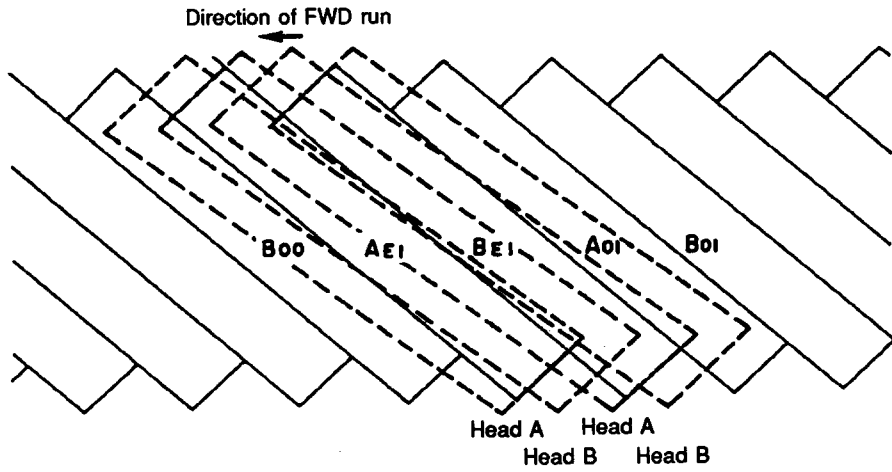 Direction of FWD run
B00 AE1 BE1 A01 B01
Head A Head A
Head B Head B